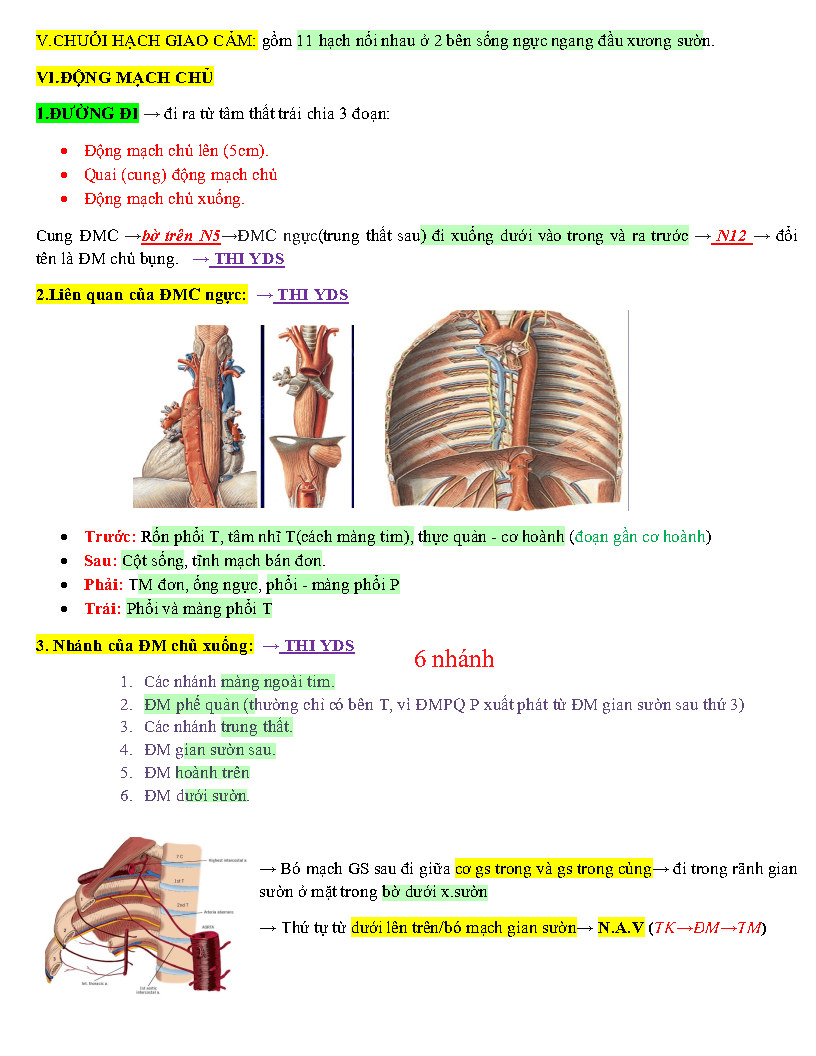 V.CHUỖI HẠCH GIAO CẢM: gồm 11 hạch nối nhau ở 2 bên sống ngực ngang đầu xương sườn.
VI.ĐỘNG MẠCH CHỦ
1.ĐƯỜNG ĐI → đi ra từ tâm thất trái chia 3 đoạn:
• Động mạch chủ lên (5cm).
• Quai (cung) động mạch chủ
• Động mạch chủ xuống.
Cung ĐMC →bờ trên N5→ĐMC ngực(trung thất sau) đi xuống dưới vào trong và ra trước → N12 → đổi
tên là ĐM chủ bụng. → THI YDS
2.Liên quan của ĐMC ngực: → THI YDS
• Trước: Rốn phổi T, tâm nhĩ T(cách màng tim), thực quản - cơ hoành (đoạn gần cơ hoành)
• Sau: Cột sống, tĩnh mạch bán đơn.
• Phải: TM đơn, ống ngực, phổi - màng phổi P
• Trái: Phổi và màng phổi T
3. Nhánh của ĐM chủ xuống: → THI YDS
6 nhánh
1. Các nhánh màng ngoài tim.
2. ĐM phế quản (thường chỉ có bên T, vì ĐMPQ P xuất phát từ ĐM gian sườn sau thứ 3)
3. Các nhánh trung thất.
4. ĐM gian sườn sau.
5. ĐM hoành trên
6. ĐM dưới sườn.
7 C
Highest intercostal a
1st T
2nd T
Arteria aberrans
AORTA
1
2
3
Int. thoracic a
1st aortic
intercostal a
→ Bó mạch GS sau đi giữa cơ gs trong và gs trong cùng→ đi trong rãnh gian
sườn ở mặt trong bờ dưới x.sườn
→ Thứ tự từ dưới lên trên/bó mạch gian sườn→ N.A.V (TK→ĐM→TM)